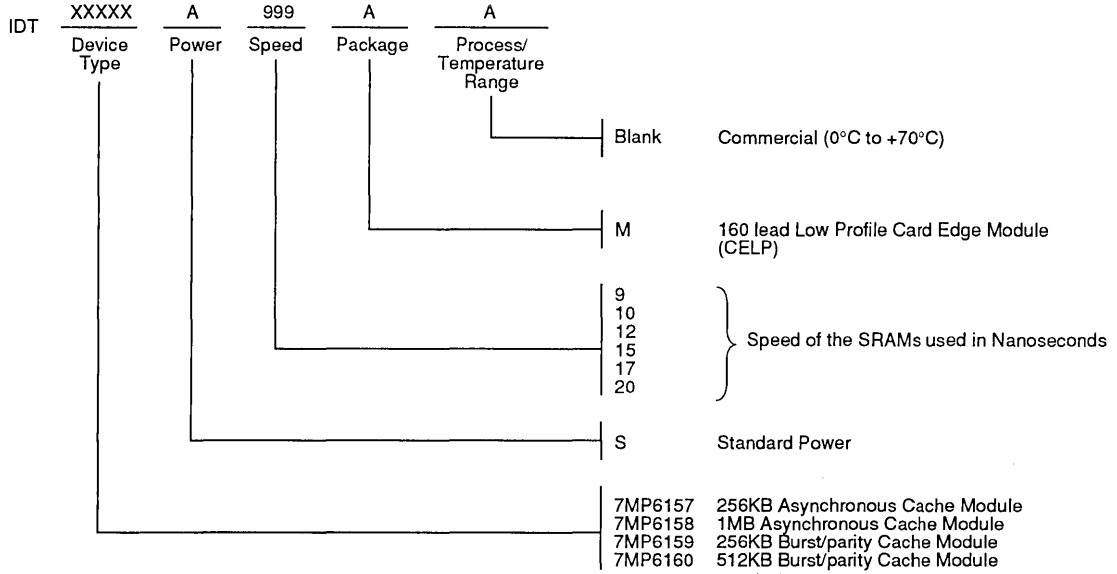 IDT XXXXX A 999 A A
Device Type Power Speed Package Process/ Temperature Range
Blank Commercial (0°C to +70°C)
M 160 lead Low Profile Card Edge Module
(CELP)
9
10
12
15
17
20
Speed of the SRAMs used in Nanoseconds
S Standard Power
7MP6157 256KB Asynchronous Cache Module
7MP6158 1MB Asynchronous Cache Module
7MP6159 256KB Burst/parity Cache Module
7MP6160 512KB Burst/parity Cache Module